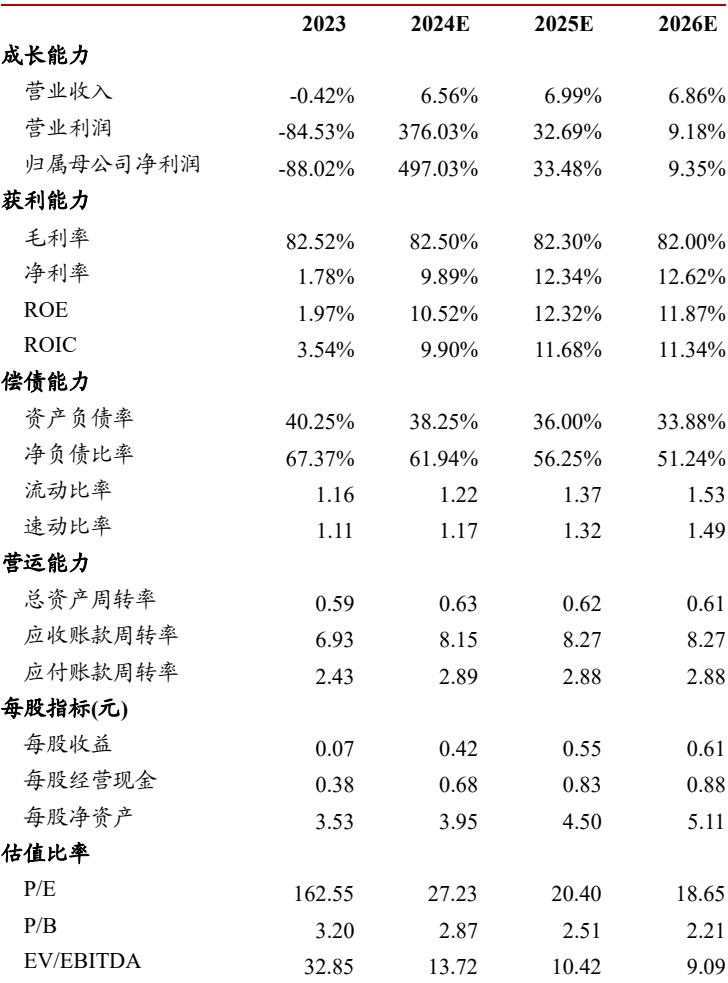 2023 2024E 2025E 2026E
成长能力
营业收入 -0.42% 6.56% 6.99% 6.86%
营业利润 -84.53% 376.03% 32.69% 9.18%
归属母公司净利润 -88.02% 497.03% 33.48% 9.35%
获利能力
毛利率 82.52% 82.50% 82.30% 82.00%
净利率 1.78% 9.89% 12.34% 12.62%
ROE 1.97% 10.52% 12.32% 11.87%
ROIC 3.54% 9.90% 11.68% 11.34%
偿债能力
资产负债率 40.25% 38.25% 36.00% 33.88%
净负债比率 67.37% 61.94% 56.25% 51.24%
流动比率 1.16 1.22 1.37 1.53
速动比率 1.11 1.17 1.32 1.49
营运能力
总资产周转率 0.59 0.63 0.62 0.61
应收账款周转率 6.93 8.15 8.27 8.27
应付账款周转率 2.43 2.89 2.88 2.88
每股指标(元)
每股收益 0.07 0.42 0.55 0.61
每股经营现金 0.38 0.68 0.83 0.88
每股净资产 3.53 3.95 4.50 5.11
估值比率
P/E 162.55 27.23 20.40 18.65
P/B 3.20 2.87 2.51 2.21
EV/EBITDA 32.85 13.72 10.42 9.09